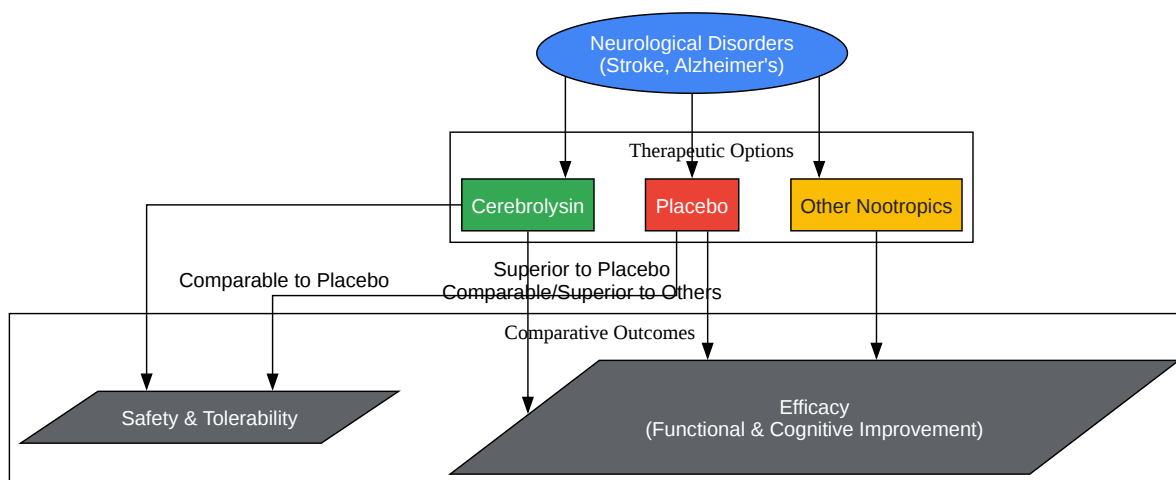 Neurological Disorders
(Stroke, Alzheimer's)
Therapeutic Options
Cerebrolysin
Placebo
Other Nootropics
Comparable to Placebo
Superior to Placebo
Comparable/Superior to Others
Comparative Outcomes
Safety & Tolerability
Efficacy
(Functional & Cognitive Improvement)